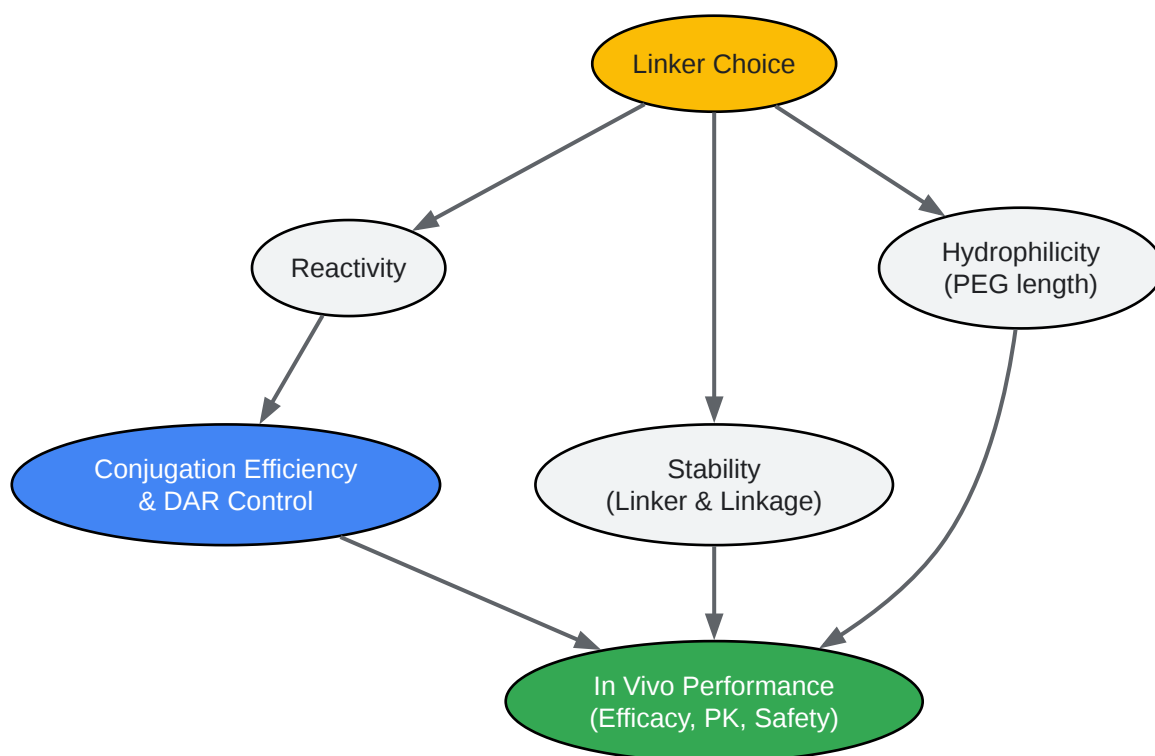 Linker Choice
Reactivity
Hydrophilicity
(PEG length)
Conjugation Efficiency
& DAR Control
Stability
(Linker & Linkage)
In Vivo Performance
(Efficacy, PK, Safety)